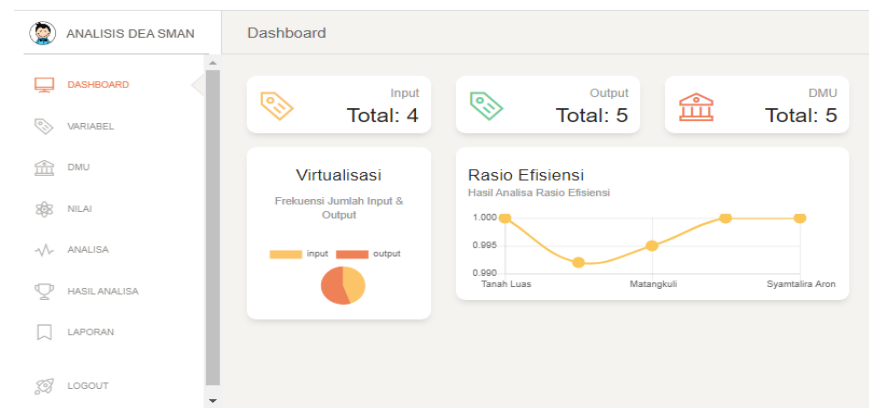 ANALISIS DEA SMAN
Dashboard
DASHBOARD
VARIABEL
DMU
NILAI
ANALISA
HASIL ANALISA
LAPORAN
LOGOUT
Input
Total: 4
Output
Total: 5
DMU
Total: 5
Virtualisasi
Frekuensi Jumlah Input &
Output
input output
Rasio Efisiensi
Hasil Analisa Rasio Efisiensi
1.000
0.995
0.990
Tanah Luas Matangkuli Syamtalira Aron